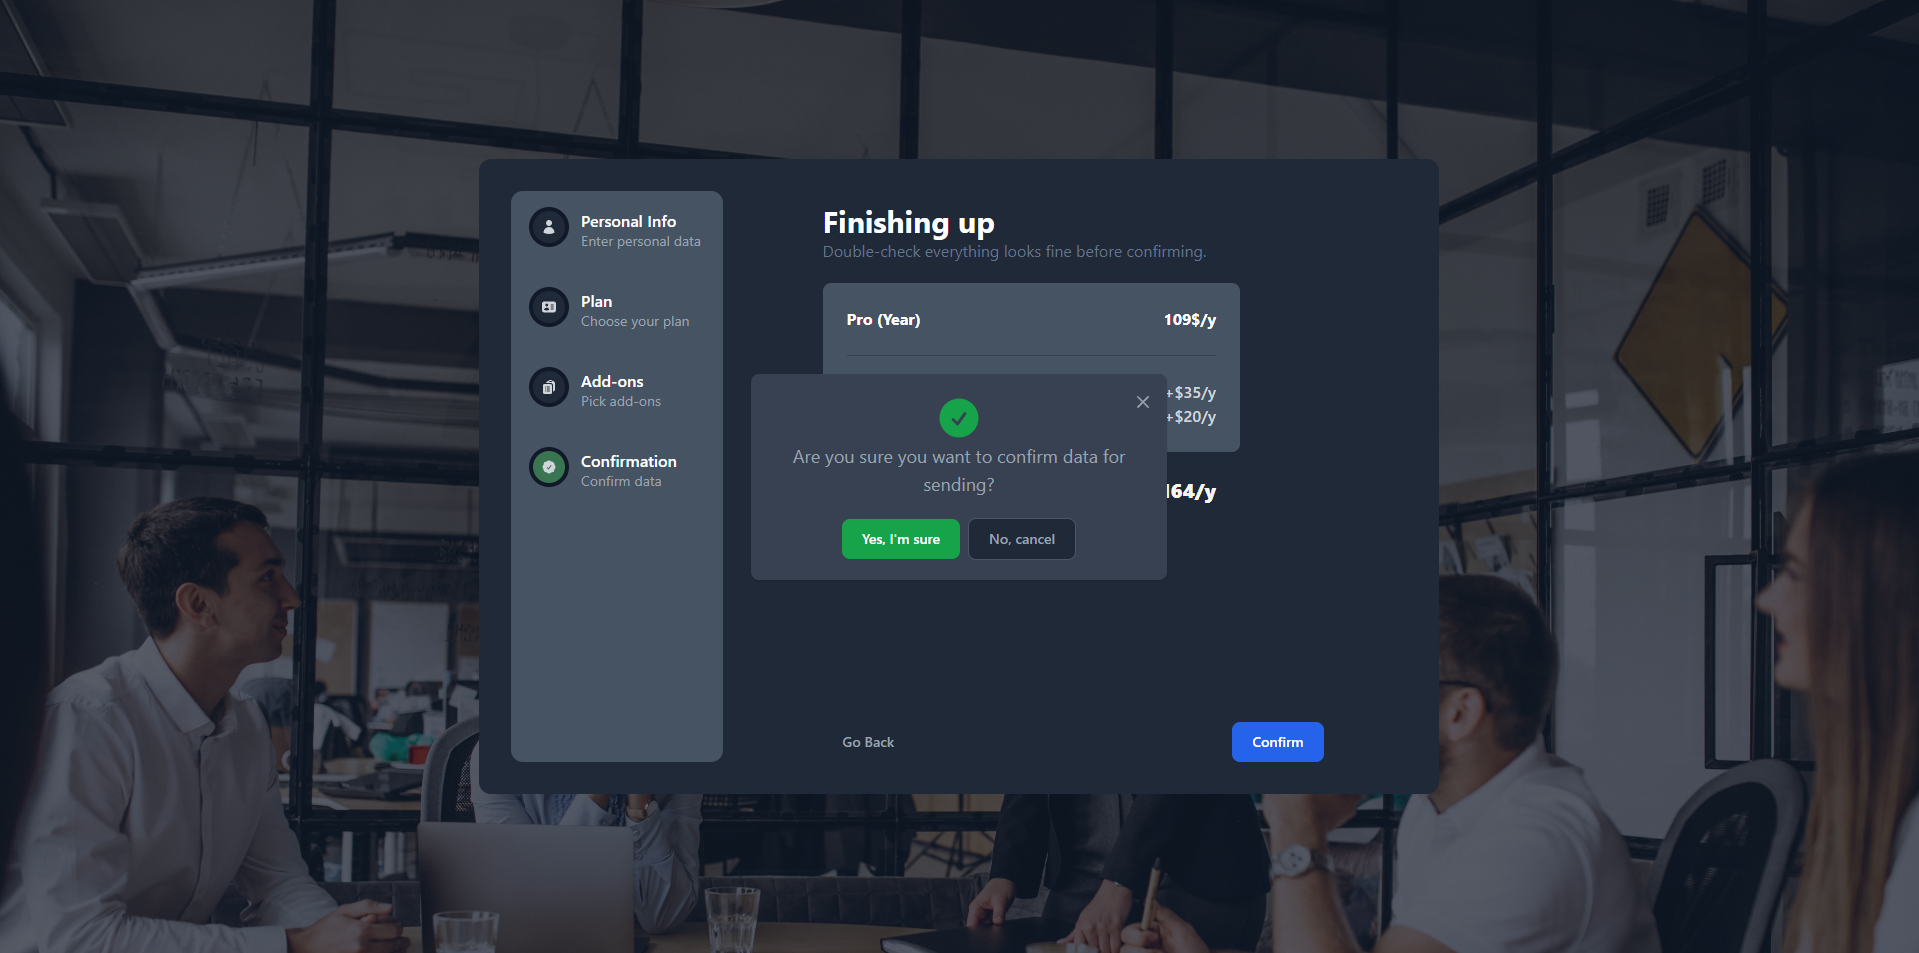 Personal Info
Enter personal data
Plan
Choose your plan
Add-ons
Pick add-ons
Confirmation
Confirm data
Finishing up
Double-check everything looks fine before confirming.
Pro (Year) 109$/y
+$35/y
+$20/y
64/y
Are you sure you want to confirm data for
sending?
Yes, I'm sure No, cancel
Go Back Confirm